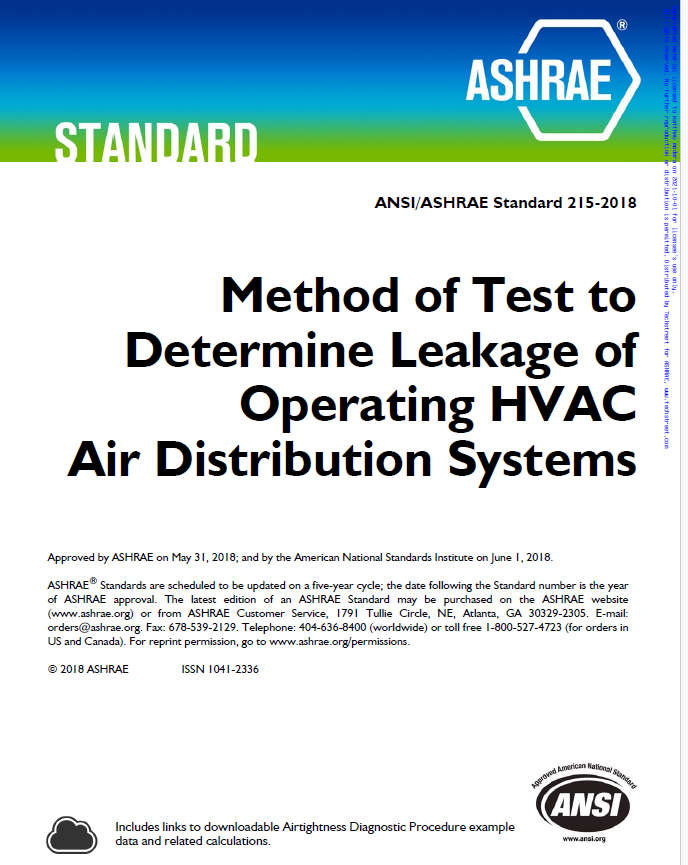 ASHRAE®
STANDARD
ANSI/ASHRAE Standard 215-2018
Method of Test to
Determine Leakage of
Operating HVAC
Air Distribution Systems
Approved by ASHRAE on May 31, 2018; and by the American National Standards Institute on June 1, 2018.
ASHRAE® Standards are scheduled to be updated on a five-year cycle; the date following the Standard number is the year
of ASHRAE approval. The latest edition of an ASHRAE Standard may be purchased on the ASHRAE website
(www.ashrae.org) or from ASHRAE Customer Service, 1791 Tullie Circle, NE, Atlanta, GA 30329-2305. E-mail:
orders@ashrae.org. Fax: 678-539-2129. Telephone: 404-636-8400 (worldwide) or toll free 1-800-527-4723 (for orders in
US and Canada). For reprint permission, go to www.ashrae.org/permissions.
© 2018 ASHRAE ISSN 1041-2336
Includes links to downloadable Airtightness Diagnostic Procedure example
data and related calculations.
Approved American National Standard
ANSI
www.ansi.org
licensed to on 2021-10-01 for licensee's use only.
All rights reserved. No further reproduction or distribution is permitted. Distributed by Techstreet for ASHRAE, www.techstreet.com